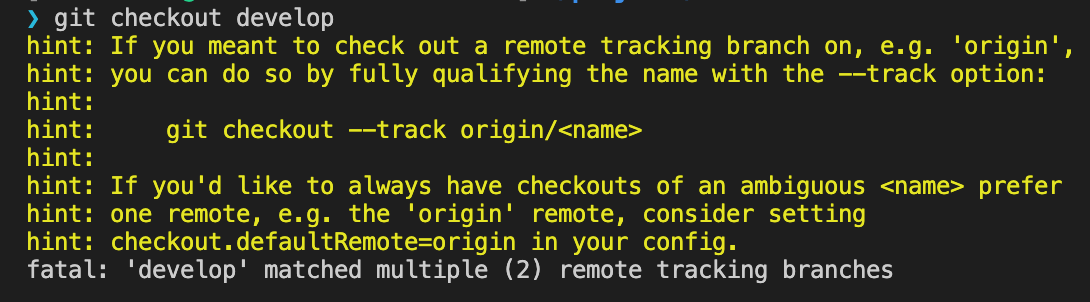 ❯ git checkout develop
hint: If you meant to check out a remote tracking branch on, e.g. 'origin',
hint: you can do so by fully qualifying the name with the --track option:
hint:
hint:     git checkout --track origin/<name>
hint:
hint: If you'd like to always have checkouts of an ambiguous <name> prefer
hint: one remote, e.g. the 'origin' remote, consider setting
hint: checkout.defaultRemote=origin in your config.
fatal: 'develop' matched multiple (2) remote tracking branches